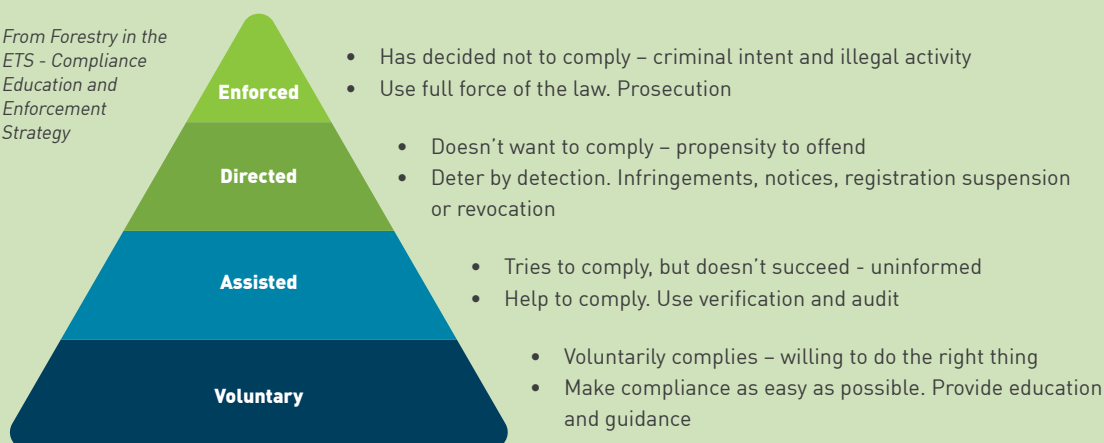 From Forestry in the
ETS - Compliance
Education and
Enforcement
Strategy
Enforced
• Has decided not to comply – criminal intent and illegal activity
• Use full force of the law. Prosecution
Directed
• Doesn't want to comply – propensity to offend
• Deter by detection. Infringements, notices, registration suspension
or revocation
Assisted
• Tries to comply, but doesn't succeed - uninformed
• Help to comply. Use verification and audit
Voluntary
• Voluntarily complies – willing to do the right thing
• Make compliance as easy as possible. Provide education
and guidance